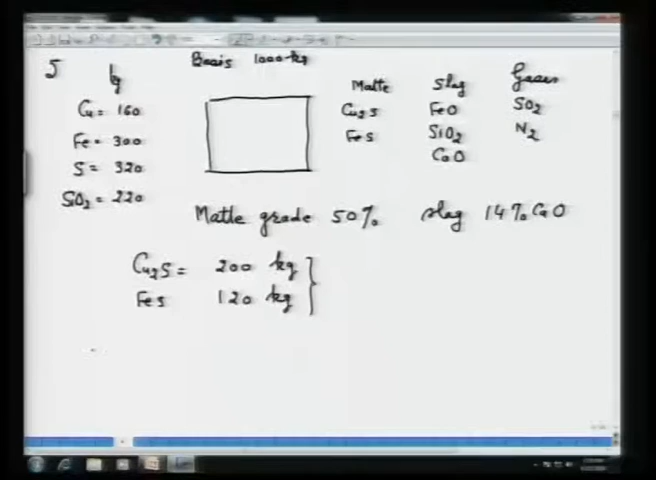 5 kg Basis 1000 kg
Matte Slag Gases
Cu = 160 Cu2S FeO SO2
Fe = 300 FeS SiO2 N2
S = 320 CaO
SiO2 = 220
Matte grade 50% slag 14% CaO
Cu2S = 200 kg
FeS 120 kg